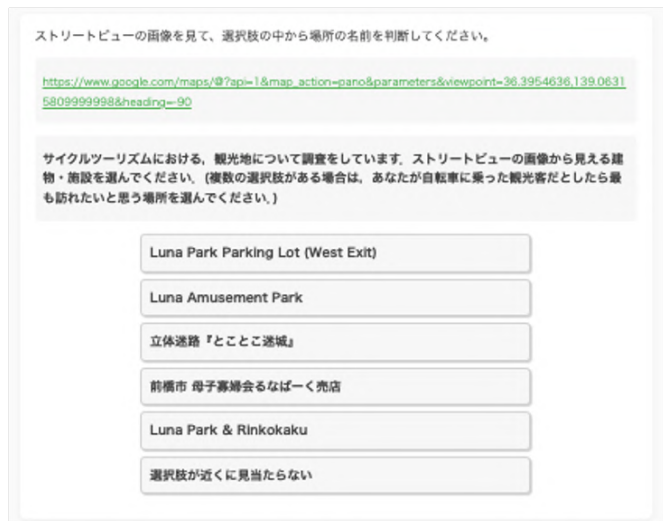 ストリートビューの画像を見て、選択肢の中から場所の名前を判断してください。
https://www.google.com/maps/@?api=1&map_action=pano&parameters&viewpoint=36.3954636,139.0631
5809999998&heading=-90
サイクルツーリズムにおける，観光地について調査をしています．ストリートビューの画像から見える建
物・施設を選んでください．(複数の選択肢がある場合は，あなたが自転車に乗った観光客だとしたら最
も訪れたいと思う場所を選んでください．)
Luna Park Parking Lot (West Exit)
Luna Amusement Park
立体迷路『とことこ迷城』
前橋市 母子寡婦会るなぱーく売店
Luna Park & Rinkokaku
選択肢が近くに見当たらない